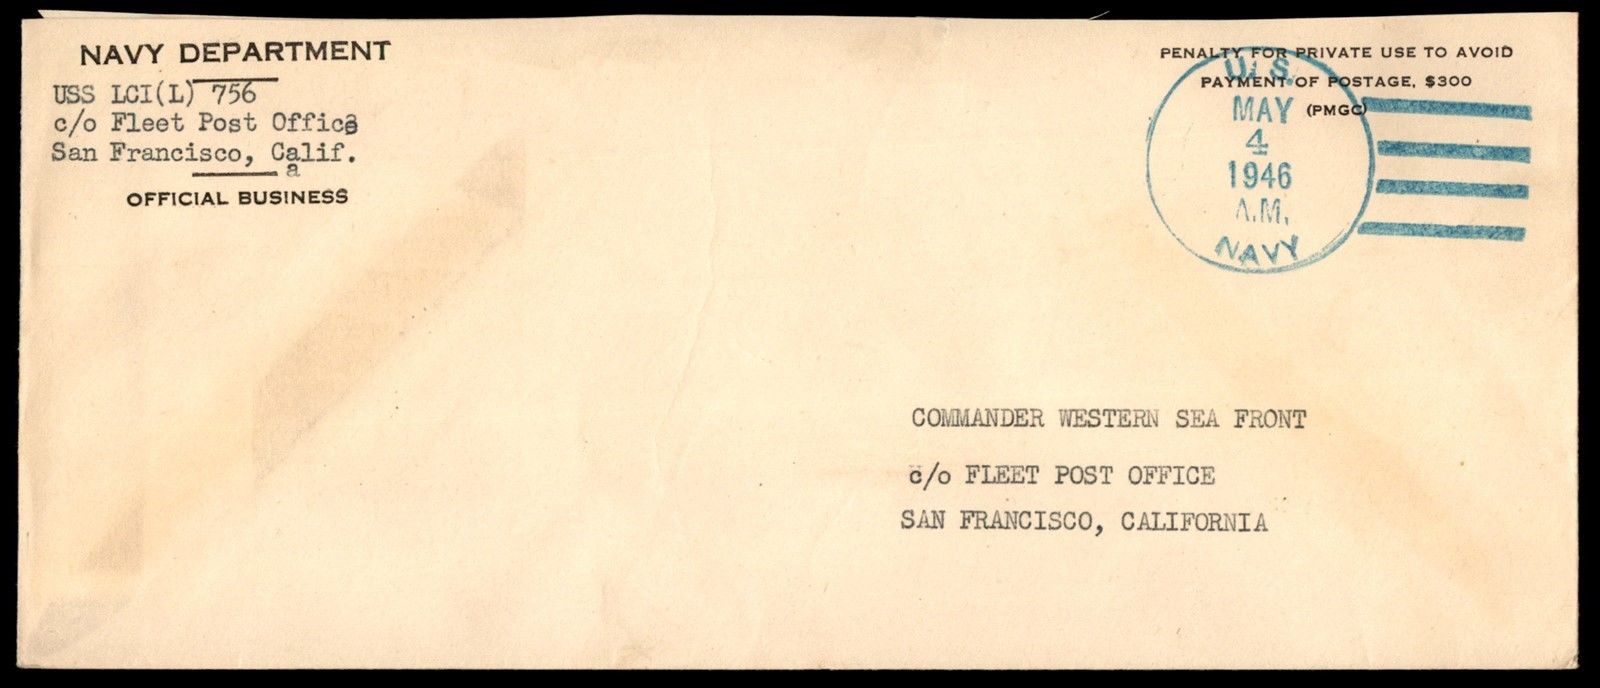 NAVY DEPARTMENT
USS LCI(L) 756
c/o Fleet Post Office
San Francisco, Calif.
a
OFFICIAL BUSINESS
PENALTY FOR PRIVATE USE TO AVOID
PAYMENT OF POSTAGE, $300
(PMGC)
U.S.
MAY
4
1946
A.M.
NAVY
COMMANDER WESTERN SEA FRONT
c/o FLEET POST OFFICE
SAN FRANCISCO, CALIFORNIA